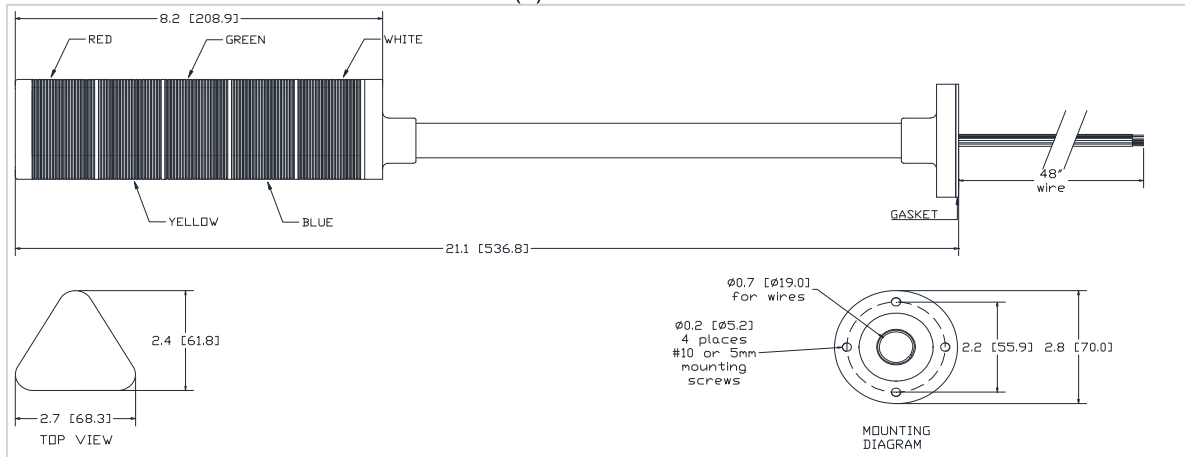 8.2 [208.9]
RED
GREEN
WHITE
YELLOW
BLUE
48"
wire
GASKET
21.1 [536.8]
2.4 [61.8]
2.7 [68.3]
TOP VIEW
Ø0.7 [Ø19.0]
for wires
Ø0.2 [Ø5.2]
4 places
#10 or 5mm
mounting
screws
2.2 [55.9]
2.8 [70.0]
MOUNTING
DIAGRAM